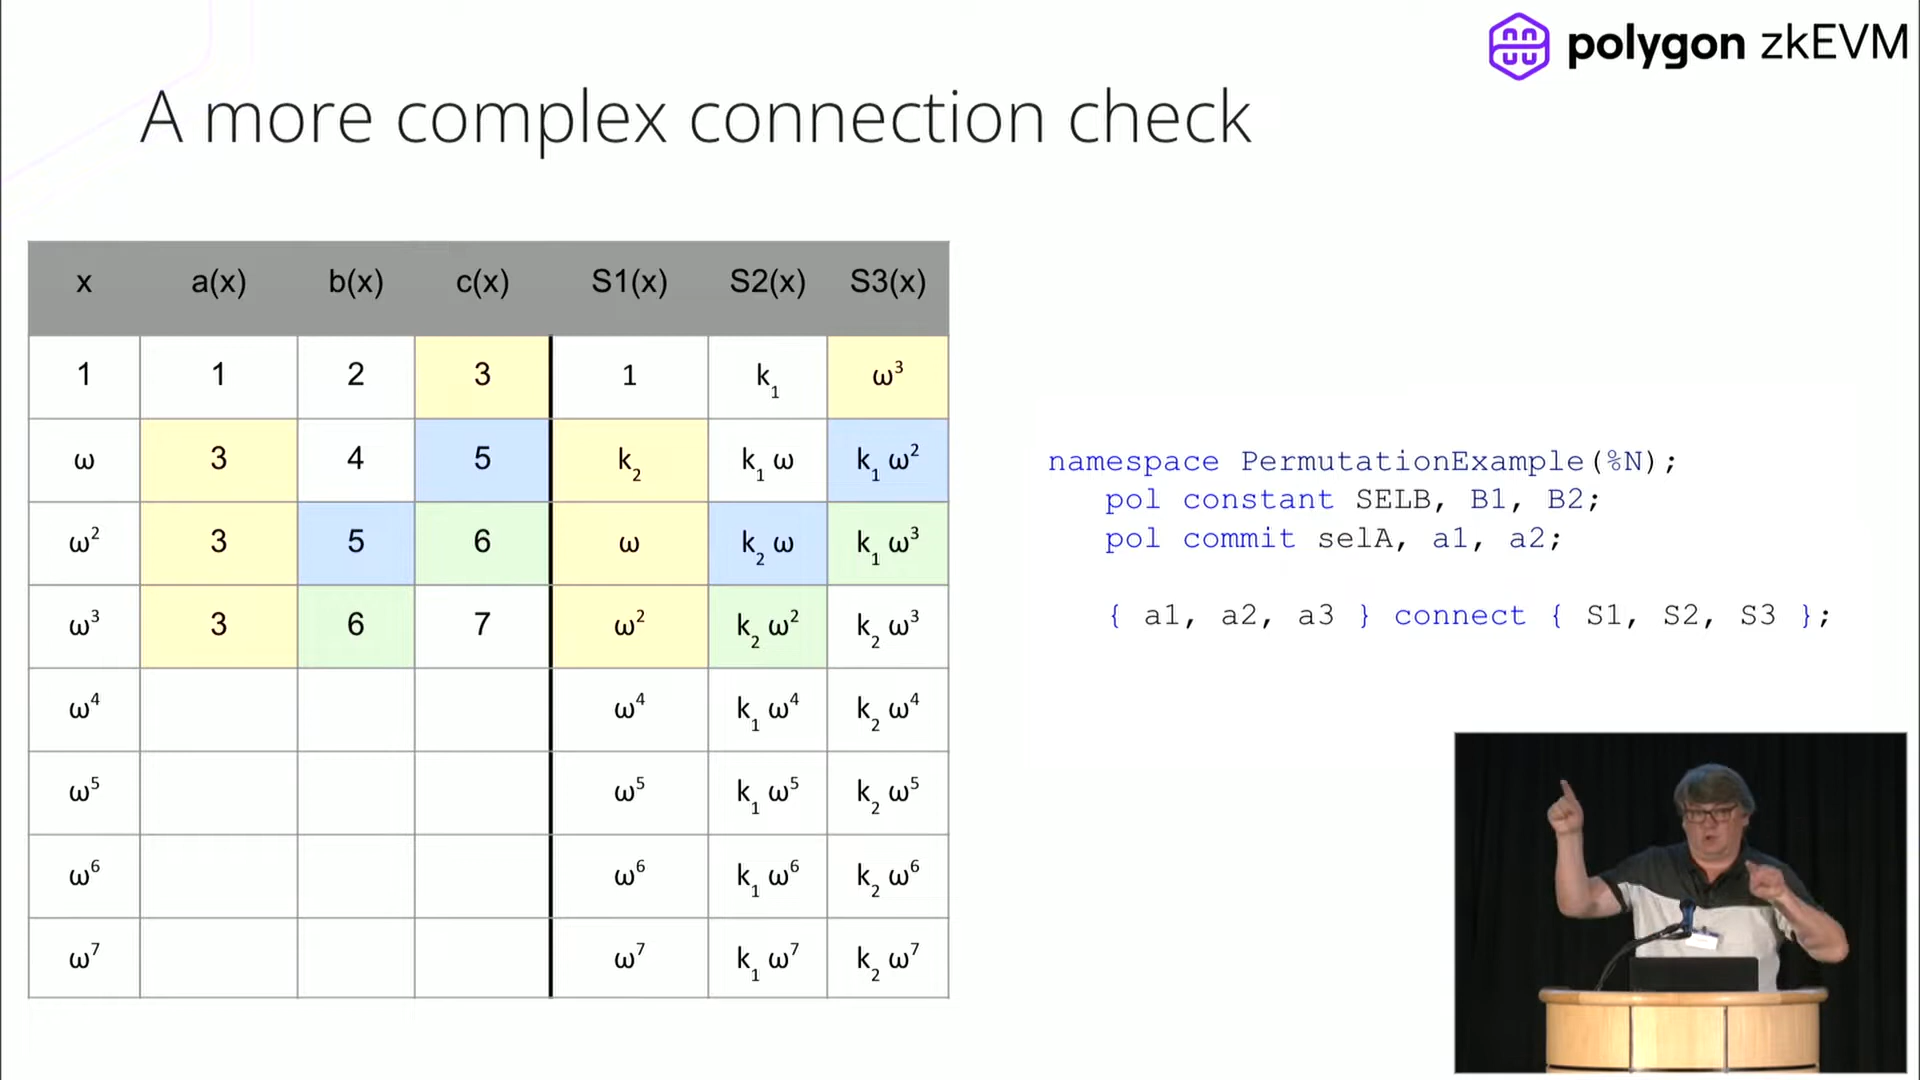 polygon zkEVM
A more complex connection check
x a(x) b(x) c(x) S1(x) S2(x) S3(x)
1 1 2 3 1 k₁ ω³
ω 3 4 5 k₂ k₁ ω k₁ ω²
ω² 3 5 6 ω k₂ ω k₁ ω³
ω³ 3 6 7 ω² k₂ ω² k₂ ω³
ω⁴ ω⁴ k₁ ω⁴ k₂ ω⁴
ω⁵ ω⁵ k₁ ω⁵ k₂ ω⁵
ω⁶ ω⁶ k₁ ω⁶ k₂ ω⁶
ω⁷ ω⁷ k₁ ω⁷ k₂ ω⁷
namespace PermutationExample(%N);
pol constant SELB, B1, B2;
pol commit selA, a1, a2;
{ a1, a2, a3 } connect { S1, S2, S3 };